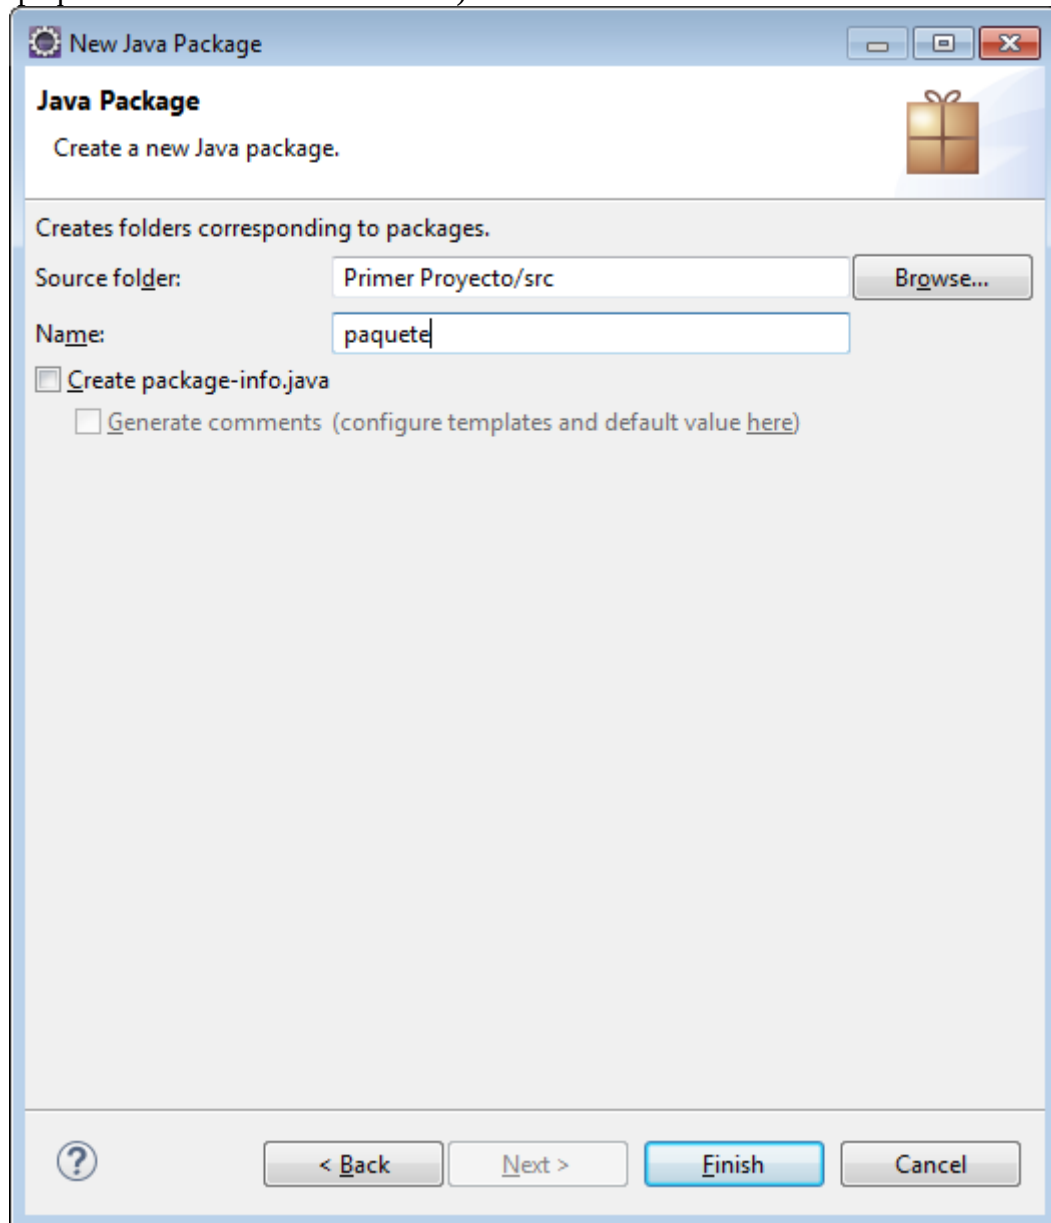 New Java Package
Java Package
Create a new Java package.
Creates folders corresponding to packages.
Source folder: Primer Proyecto/src Browse...
Name: paquete
Create package-info.java
Generate comments (configure templates and default value here)
< Back Next > Finish Cancel